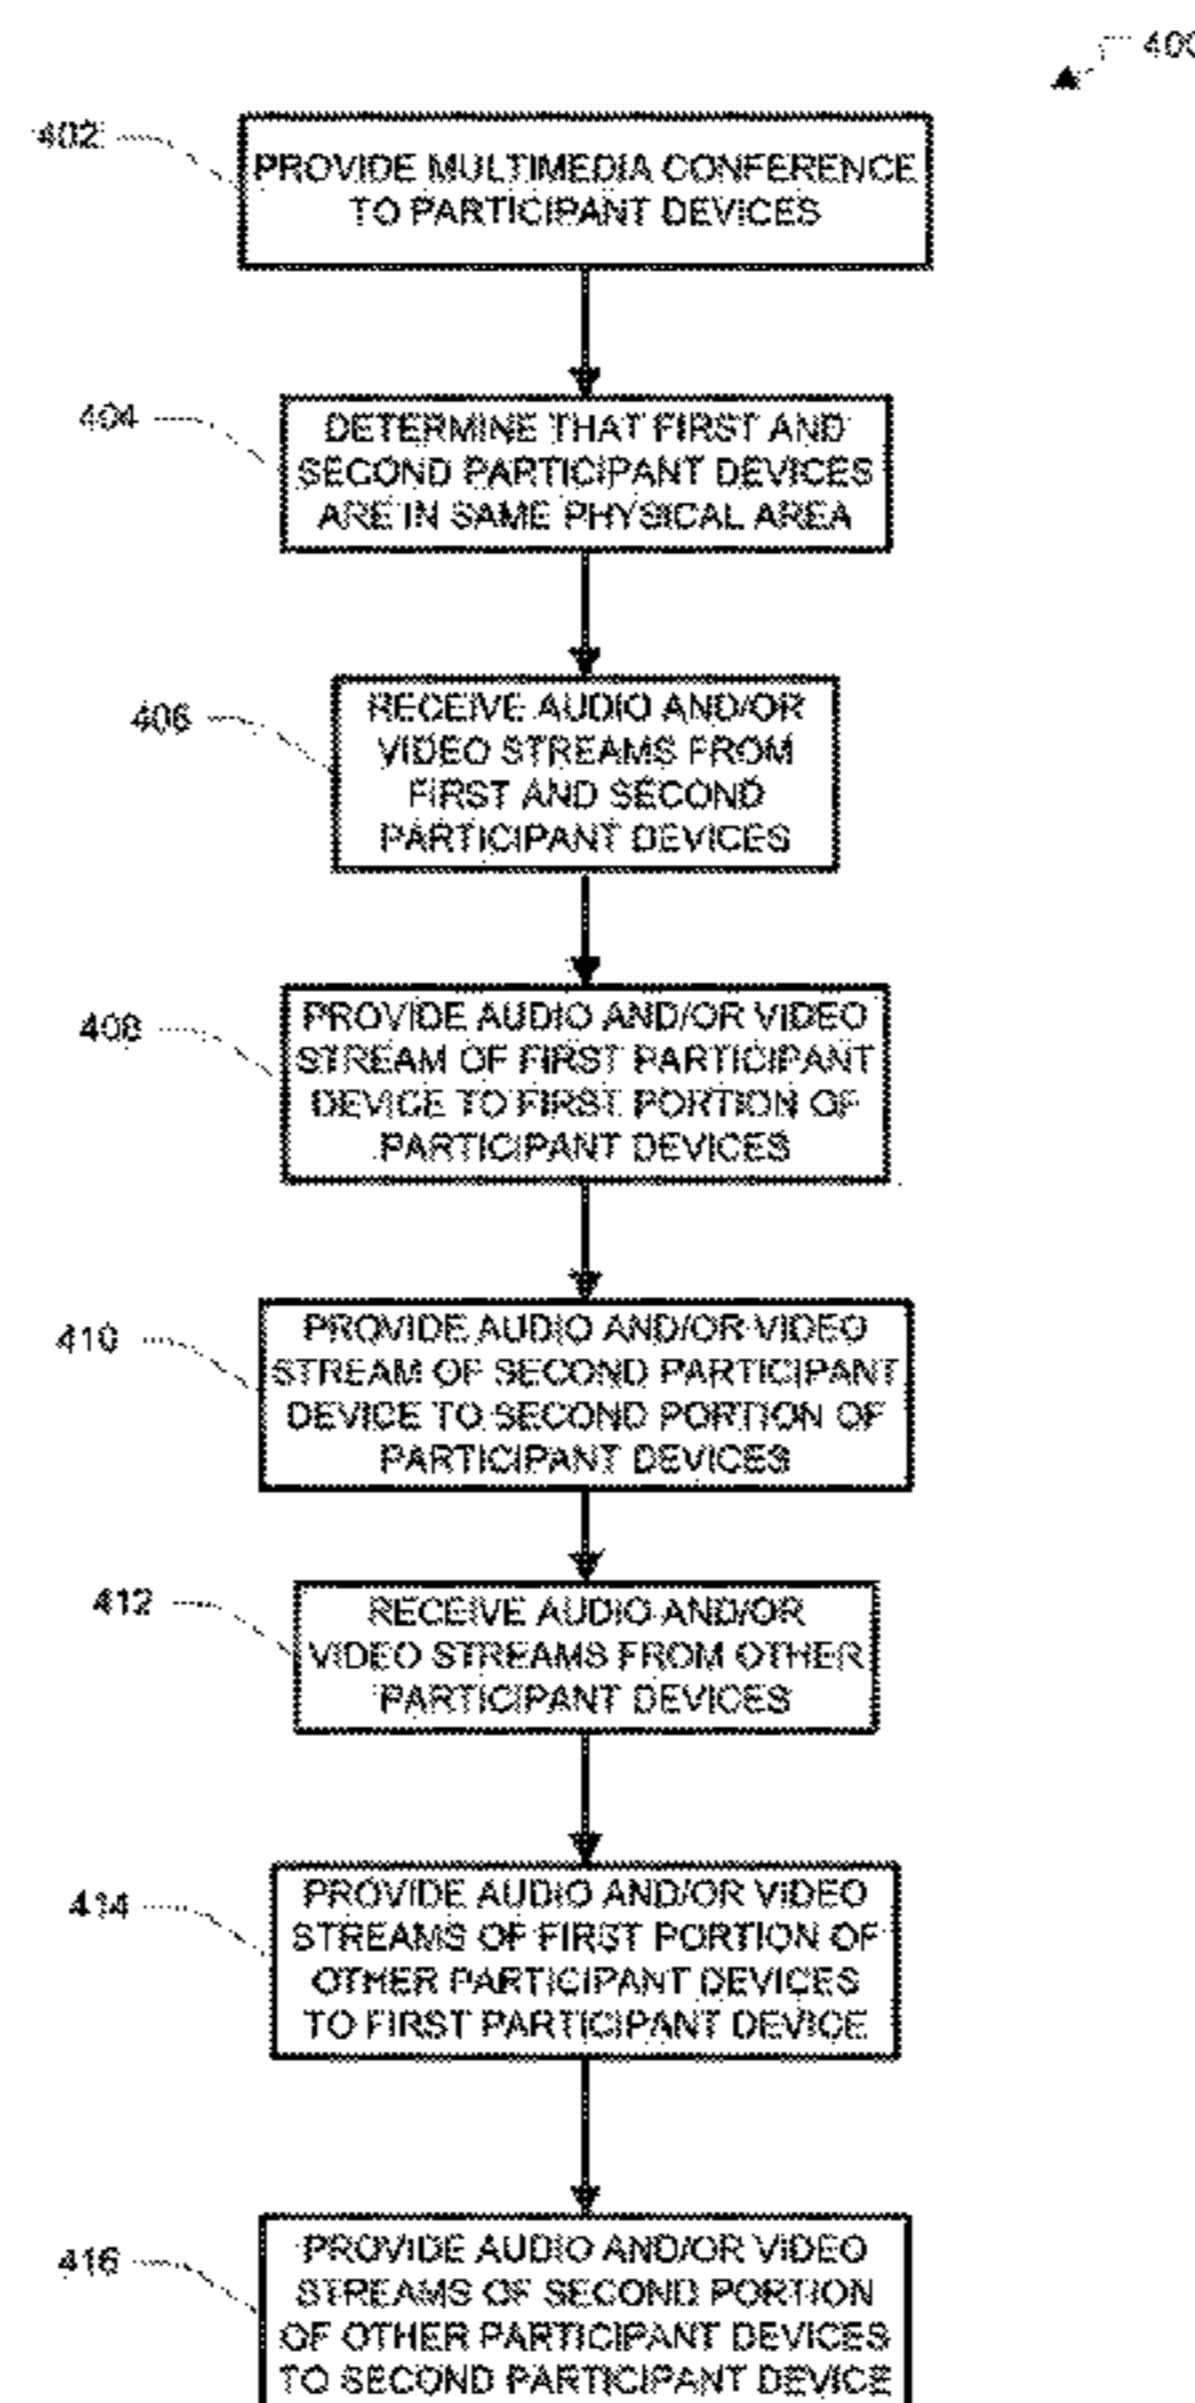 400
402
PROVIDE MULTIMEDIA CONFERENCE
TO PARTICIPANT DEVICES
404
DETERMINE THAT FIRST AND
SECOND PARTICIPANT DEVICES
ARE IN SAME PHYSICAL AREA
406
RECEIVE AUDIO AND/OR
VIDEO STREAMS FROM
FIRST AND SECOND
PARTICIPANT DEVICES
408
PROVIDE AUDIO AND/OR VIDEO
STREAM OF FIRST PARTICIPANT
DEVICE TO FIRST PORTION OF
PARTICIPANT DEVICES
410
PROVIDE AUDIO AND/OR VIDEO
STREAM OF SECOND PARTICIPANT
DEVICE TO SECOND PORTION OF
PARTICIPANT DEVICES
412
RECEIVE AUDIO AND/OR
VIDEO STREAMS FROM OTHER
PARTICIPANT DEVICES
414
PROVIDE AUDIO AND/OR VIDEO
STREAMS OF FIRST PORTION OF
OTHER PARTICIPANT DEVICES
TO FIRST PARTICIPANT DEVICE
416
PROVIDE AUDIO AND/OR VIDEO
STREAMS OF SECOND PORTION
OF OTHER PARTICIPANT DEVICES
TO SECOND PARTICIPANT DEVICE